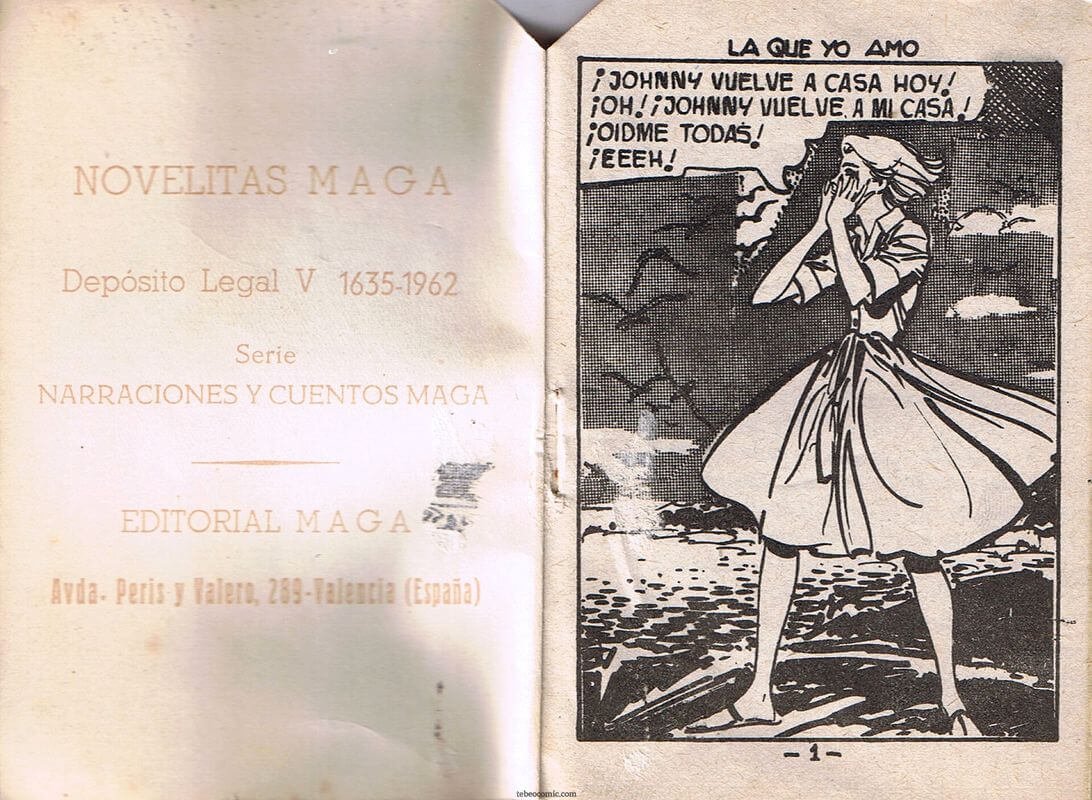 NOVELITAS MAGA
Depósito Legal V 1635-1962
Serie
NARRACIONES Y CUENTOS MAGA
EDITORIAL MAGA
Avda. Peris y Valero, 289-Valencia (España)
LA QUE YO AMO
¡JOHNNY VUELVE A CASA HOY!
¡OH! ¡JOHNNY VUELVE A MI CASA!
¡OIDME TODAS!
¡EEEH!
-1-
tebeocomic.com